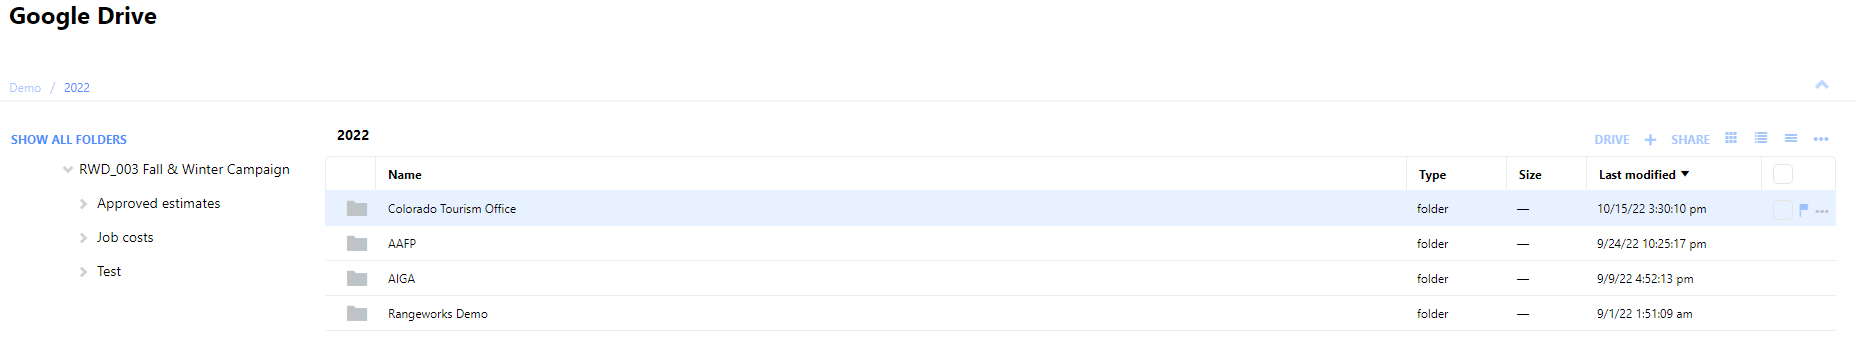 Google Drive
Demo / 2022
SHOW ALL FOLDERS
RWD_003 Fall & Winter Campaign
Approved estimates
Job costs
Test
2022
DRIVE + SHARE
Name Type Size Last modified
Colorado Tourism Office folder — 10/15/22 3:30:10 pm
AAFP folder — 9/24/22 10:25:17 pm
AIGA folder — 9/9/22 4:52:13 pm
Rangeworks Demo folder — 9/1/22 1:51:09 am